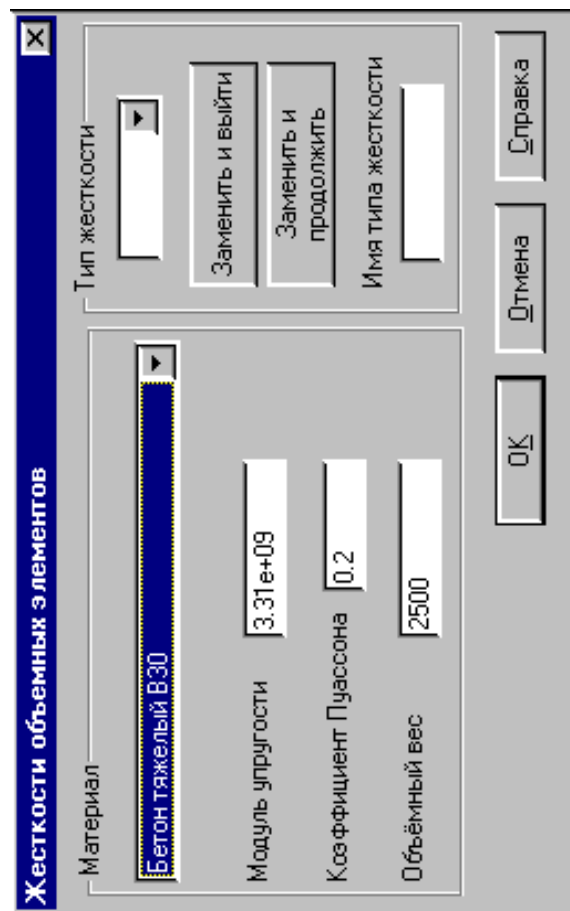 Жесткости объемных элементов
Материал
Бетон тяжелый В30
Модуль упругости
3.31e+09
Коэффициент Пуассона
0.2
Объёмный вес
2500
Тип жесткости
Заменить и выйти
Заменить и
продолжить
Имя типа жесткости
OK
Отмена
Справка